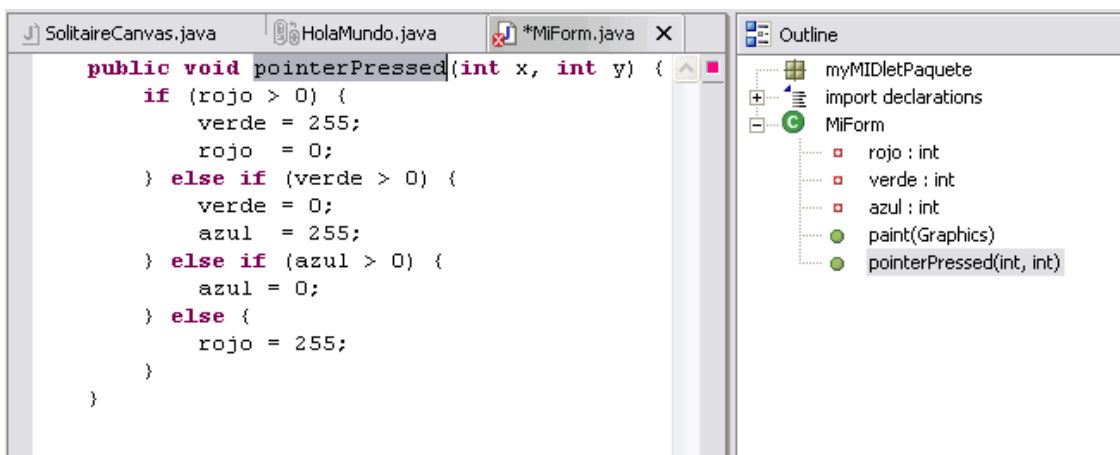 SolitaireCanvas.java HolaMundo.java *MiForm.java
public void pointerPressed(int x, int y) {
if (rojo > 0) {
verde = 255;
rojo  = 0;
} else if (verde > 0) {
verde = 0;
azul  = 255;
} else if (azul > 0) {
azul = 0;
} else {
rojo = 255;
}
}
Outline
myMIDletPaquete
import declarations
MiForm
rojo : int
verde : int
azul : int
paint(Graphics)
pointerPressed(int, int)